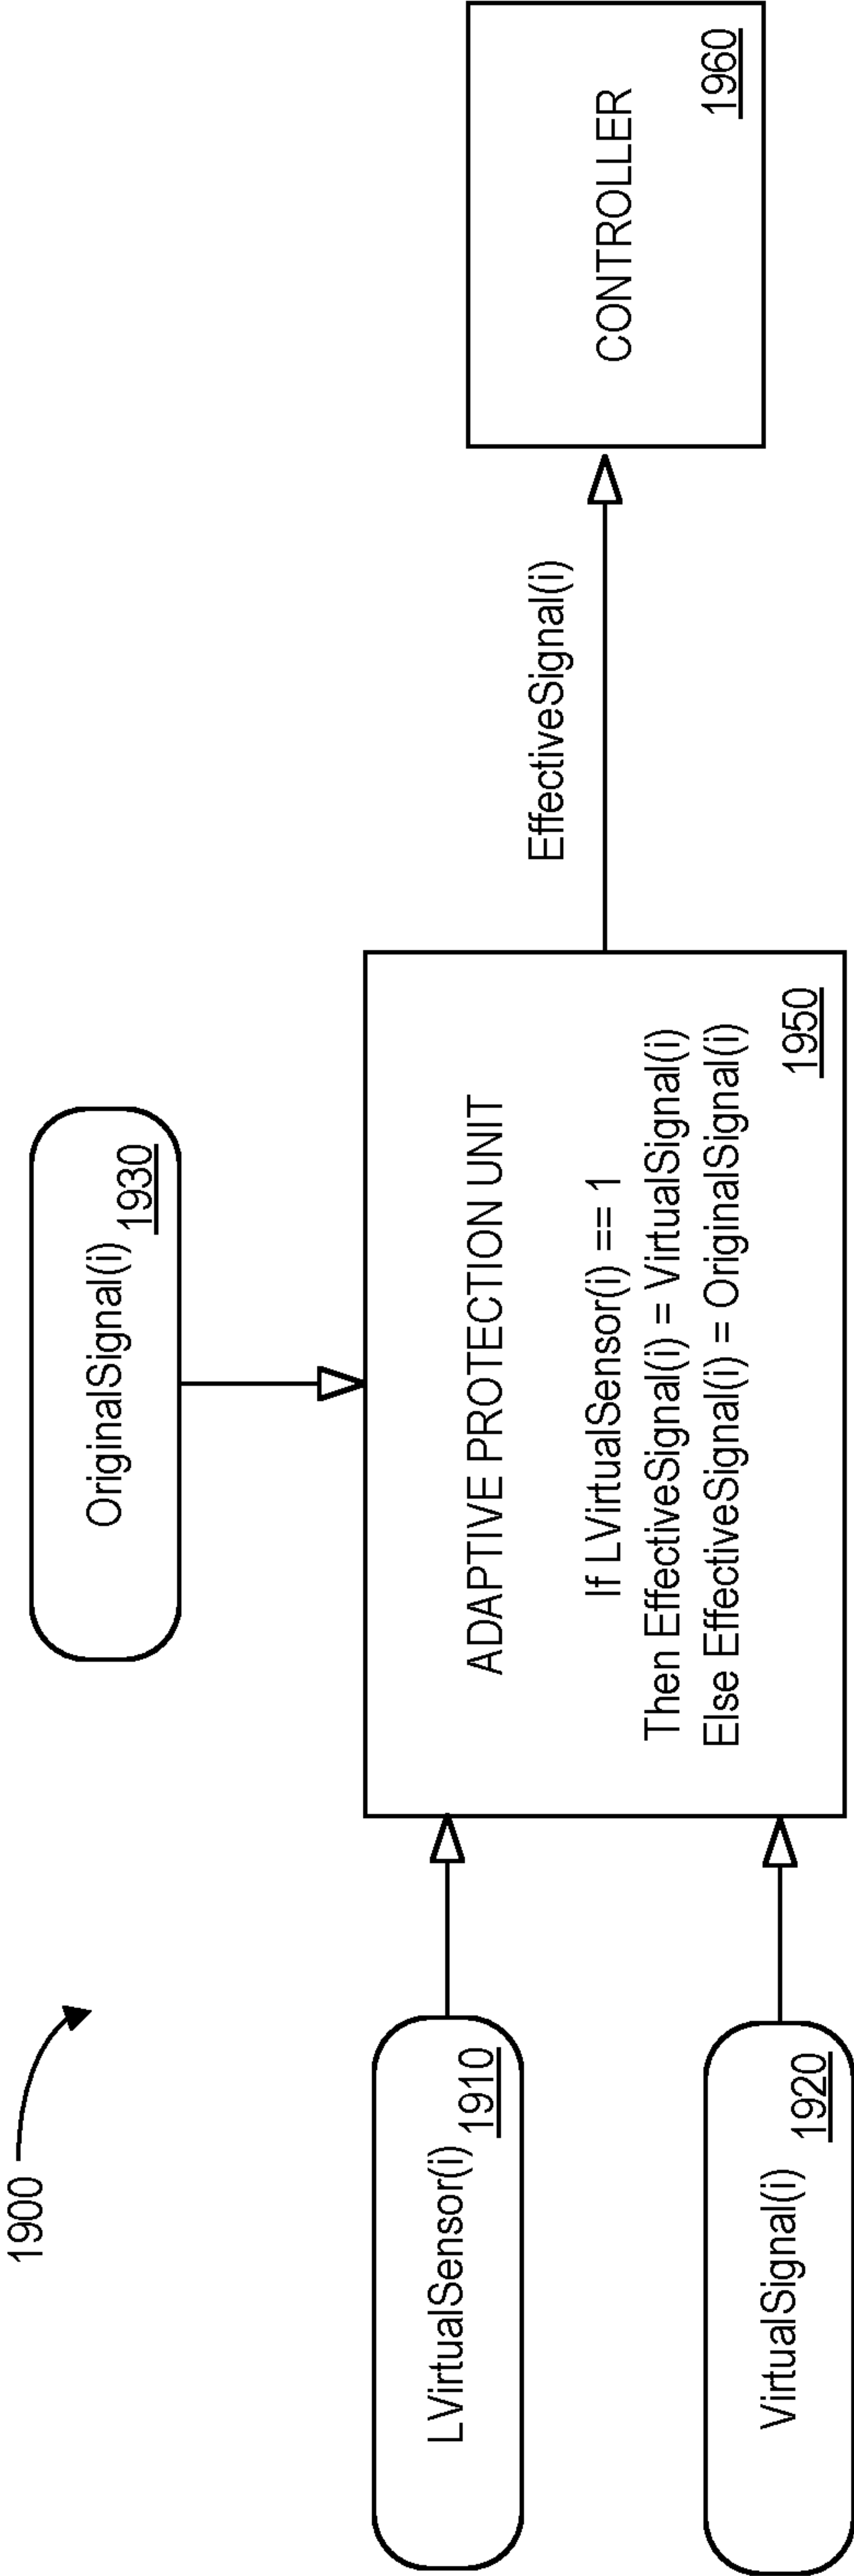 1900
OriginalSignal(i)
1930
LVirtualSensor(i)
1910
VirtualSignal(i)
1920
ADAPTIVE PROTECTION UNIT
If LVirtualSensor(i) == 1
Then EffectiveSignal(i) = VirtualSignal(i)
Else EffectiveSignal(i) = OriginalSignal(i)
1950
EffectiveSignal(i)
CONTROLLER
1960